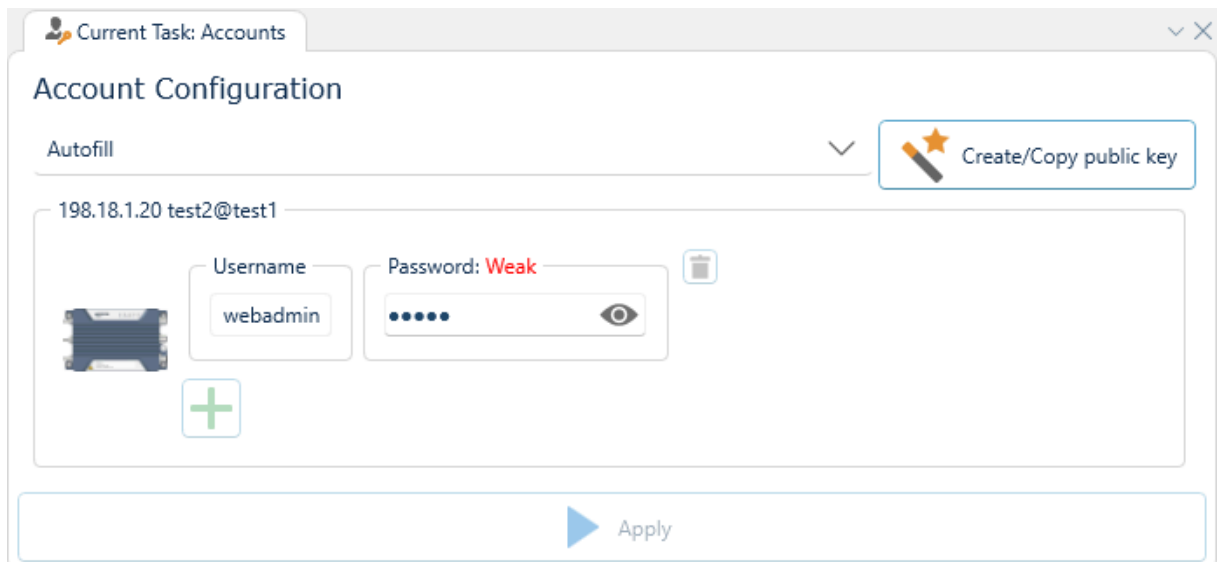 Current Task: Accounts
Account Configuration
Autofill
Create/Copy public key
198.18.1.20 test2@test1
Username
Password: Weak
webadmin
•••••
Apply